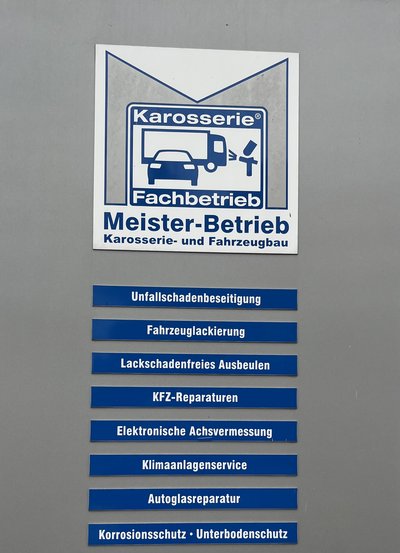 Karosserie®
Fachbetrieb
Meister-Betrieb
Karosserie- und Fahrzeugbau
Unfallschadenbeseitigung
Fahrzeuglackierung
Lackschadenfreies Ausbeulen
KFZ-Reparaturen
Elektronische Achsvermessung
Klimaanlagenservice
Autoglasreparatur
Korrosionsschutz · Unterbodenschutz